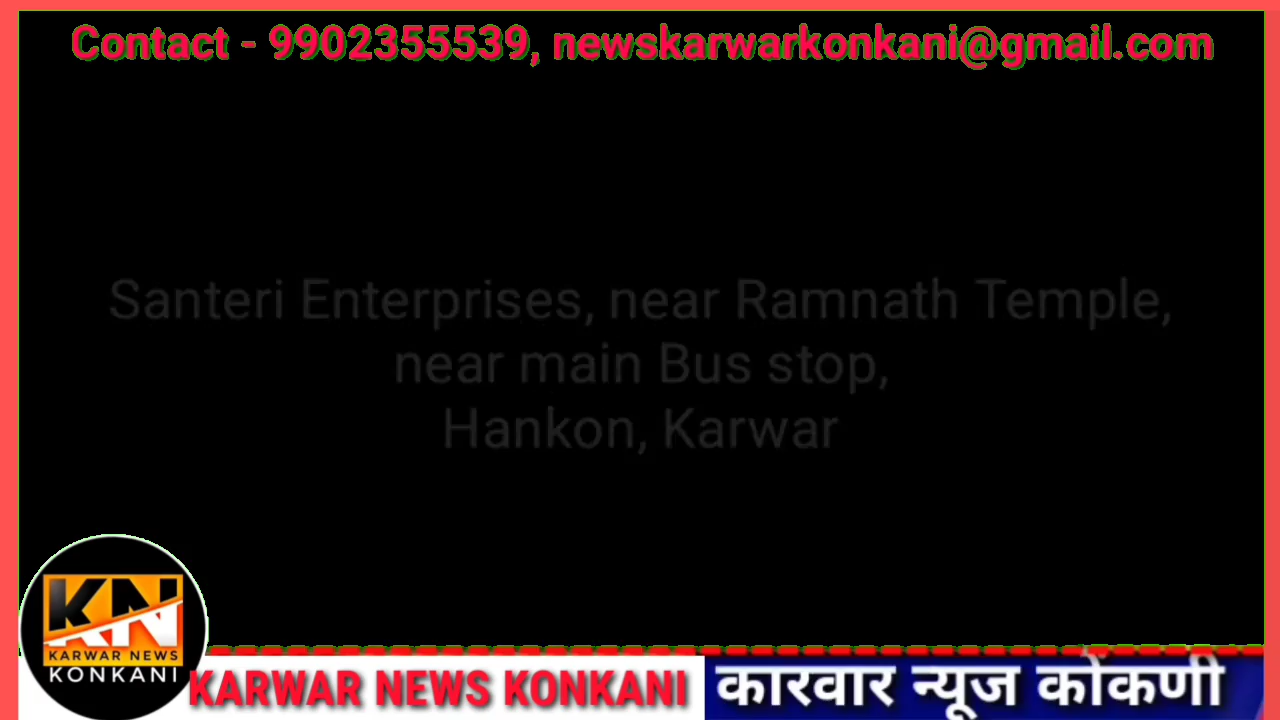 Contact - 9902355539, newskarwarkonkani@gmail.com
Santeri Enterprises, near Ramnath Temple,
near main Bus stop,
Hankon, Karwar
KN
KARWAR NEWS
KONKANI
KARWAR NEWS KONKANI
कारवार न्यूज कोंकणी